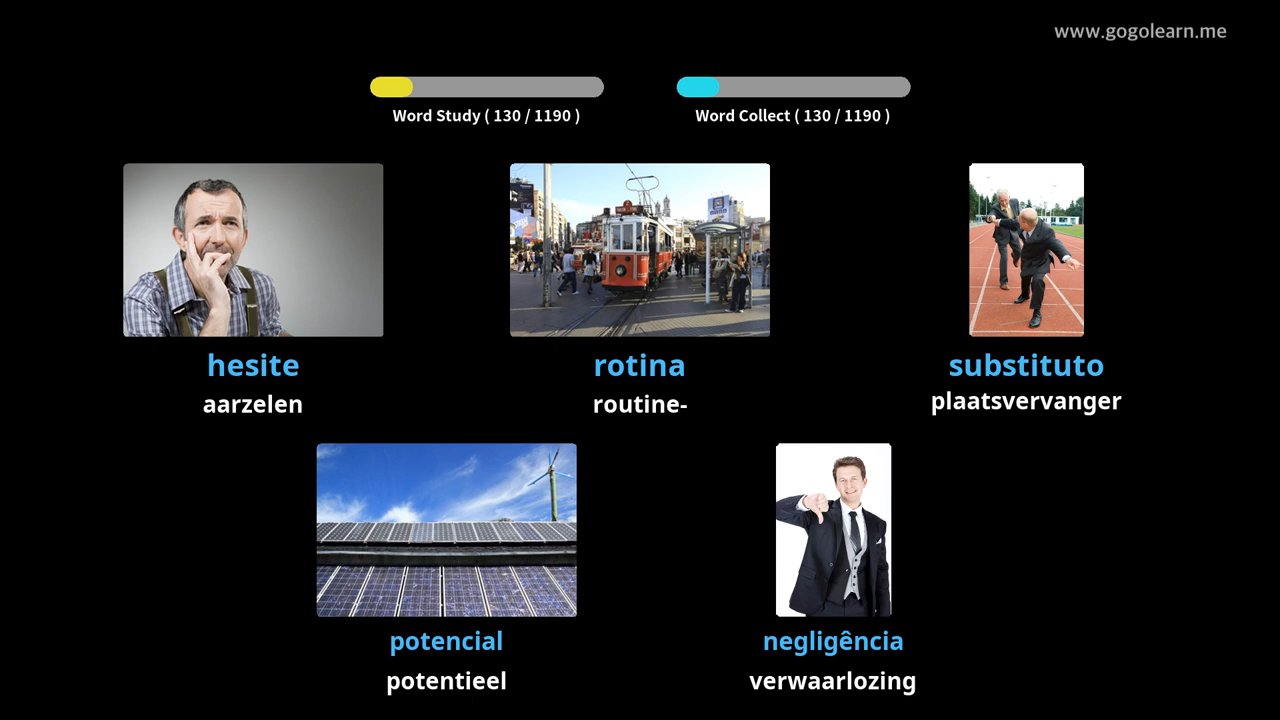 www.gogolearn.me
Word Study ( 130 / 1190 )
Word Collect ( 130 / 1190 )
hesite
rotina
substituto
aarzelen
routine-
plaatsvervanger
potencial
negligência
potentieel
verwaarlozing